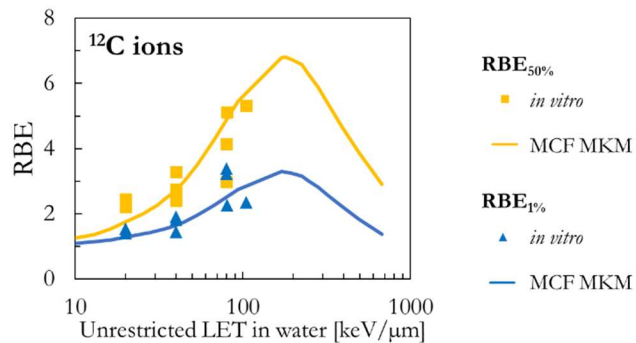 8
6
4
2
0
RBE
¹²C ions
10
100
1000
Unrestricted LET in water [keV/μm]
RBE₅₀%
in vitro
MCF MKM
RBE₁%
in vitro
MCF MKM